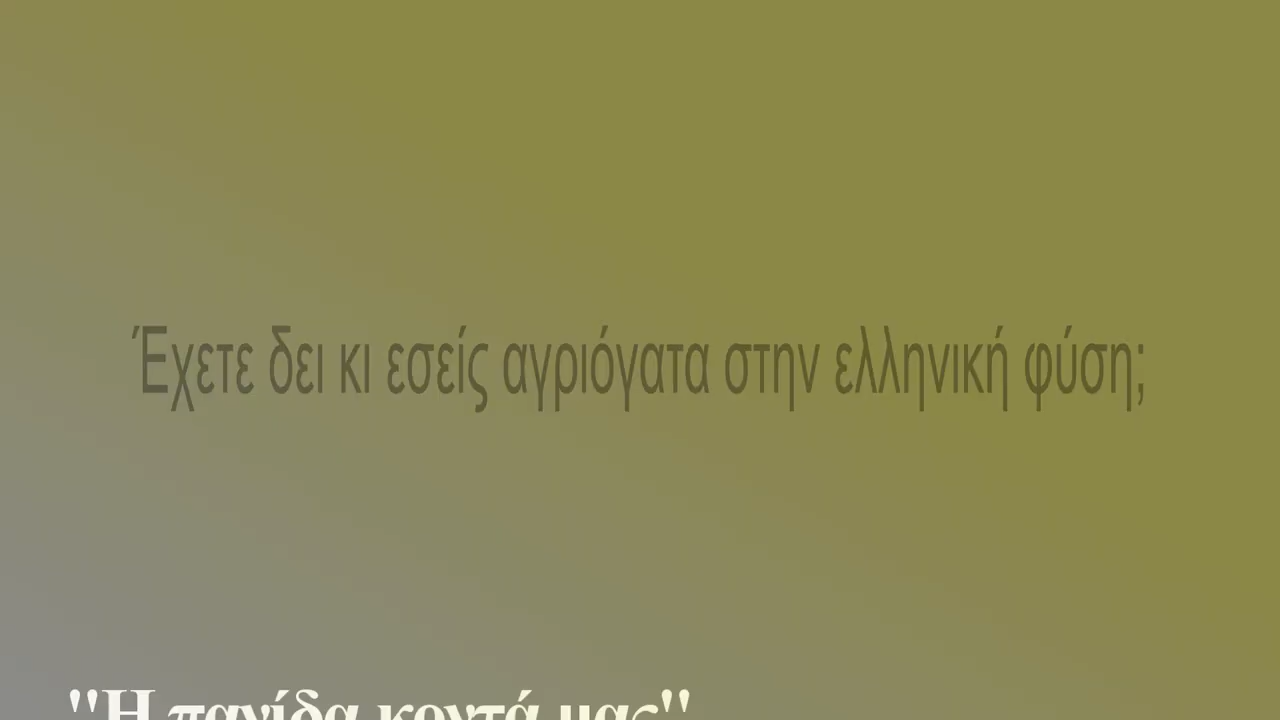 Έχετε δει κι εσείς αγριόγατα στην ελληνική φύση;
"Η πανίδα κοντά μας"